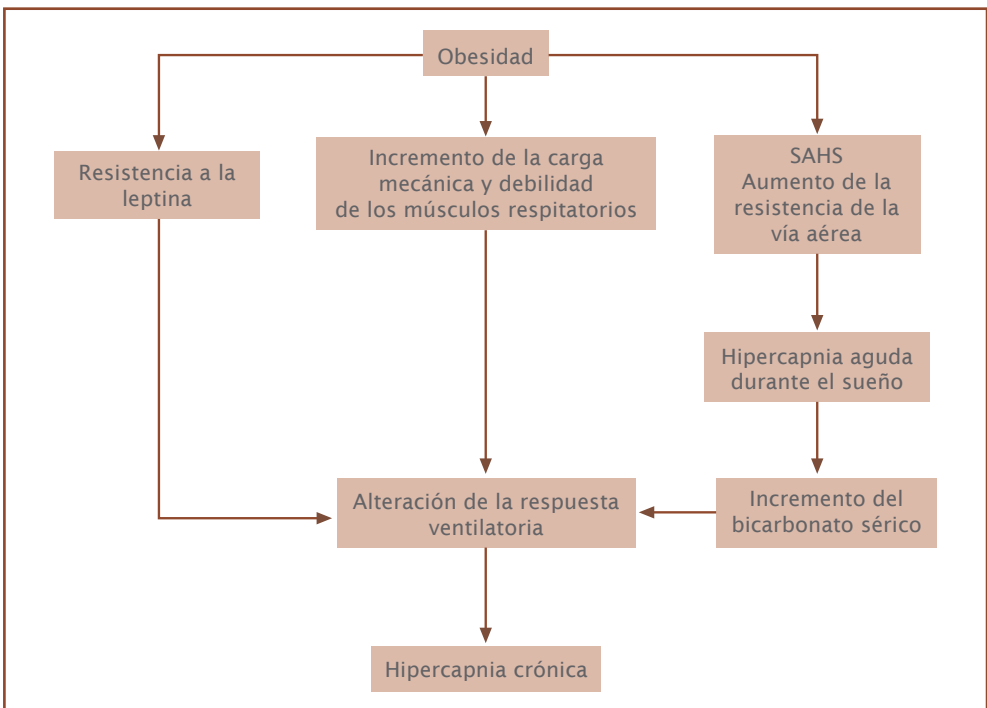 Obesidad
Resistencia a la
leptina
Incremento de la carga
mecánica y debilidad
de los músculos respitatorios
SAHS
Aumento de la
resistencia de la
vía aérea
Hipercapnia aguda
durante el sueño
Alteración de la respuesta
ventilatoria
Incremento del
bicarbonato sérico
Hipercapnia crónica